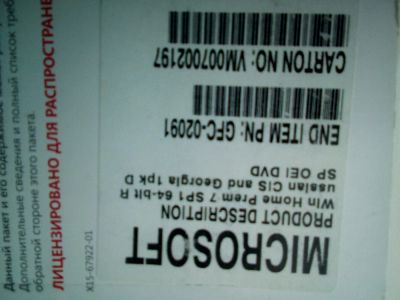 MICROSOFT
PRODUCT DESCRIPTION
Win Home Prem 7 SP1 64-bit R
ussian CIS and Georgia 1pk D
SP OEI DVD
END ITEM PN: GFC-02091
CARTON NO: VM007002197
Данный пакет и его содержимое
Дополнительные сведения и полный список треб
обратной стороне этого пакета.
ЛИЦЕНЗИРОВАНО ДЛЯ РАСПРОСТРАНЕ
X15-67922-01